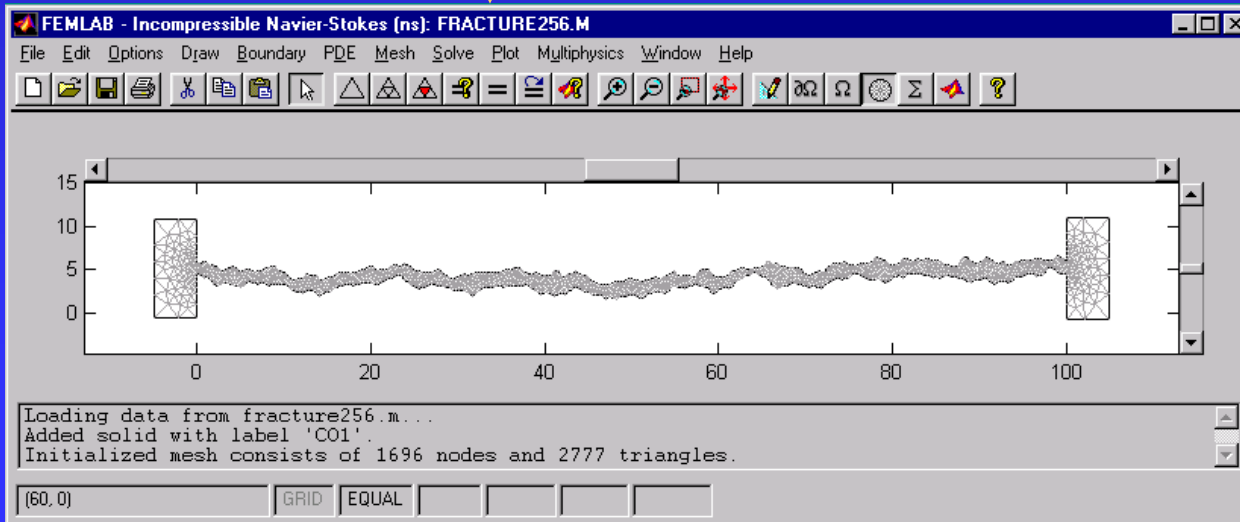 FEMLAB - Incompressible Navier-Stokes (ns): FRACTURE256.M
File Edit Options Draw Boundary PDE Mesh Solve Plot Multiphysics Window Help
∂Ω Ω Σ ?
15
10
5
0
0 20 40 60 80 100
Loading data from fracture256.m...
Added solid with label 'CO1'.
Initialized mesh consists of 1696 nodes and 2777 triangles.
(60, 0) GRID EQUAL